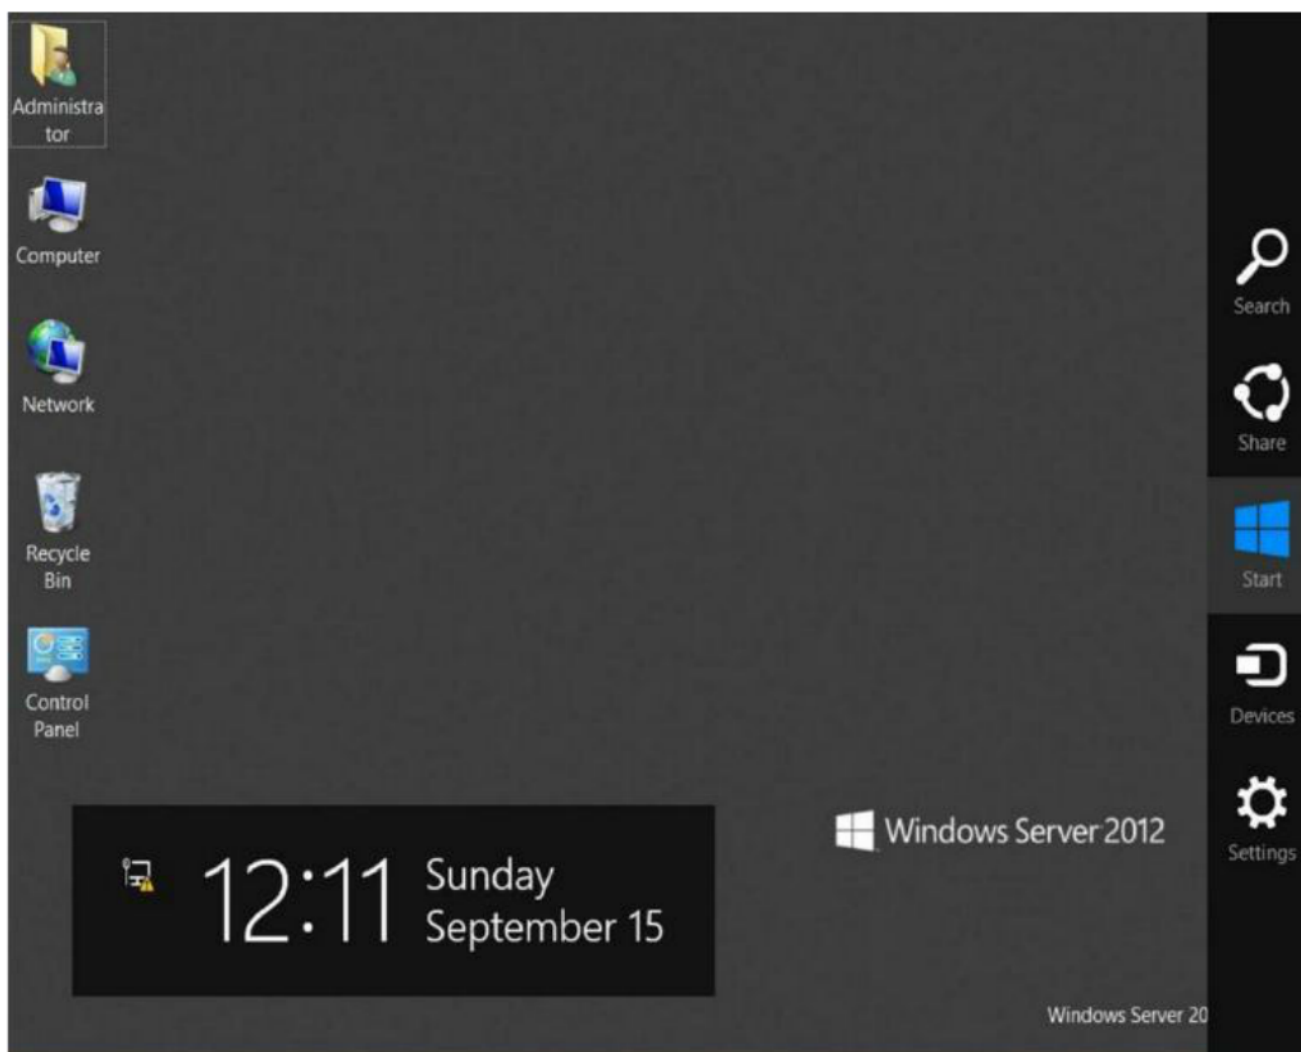 Administra
tor
Computer
Network
Recycle
Bin
Control
Panel
Search
Share
Start
Devices
Settings
Windows Server 2012
12:11
Sunday
September 15
Windows Server 20